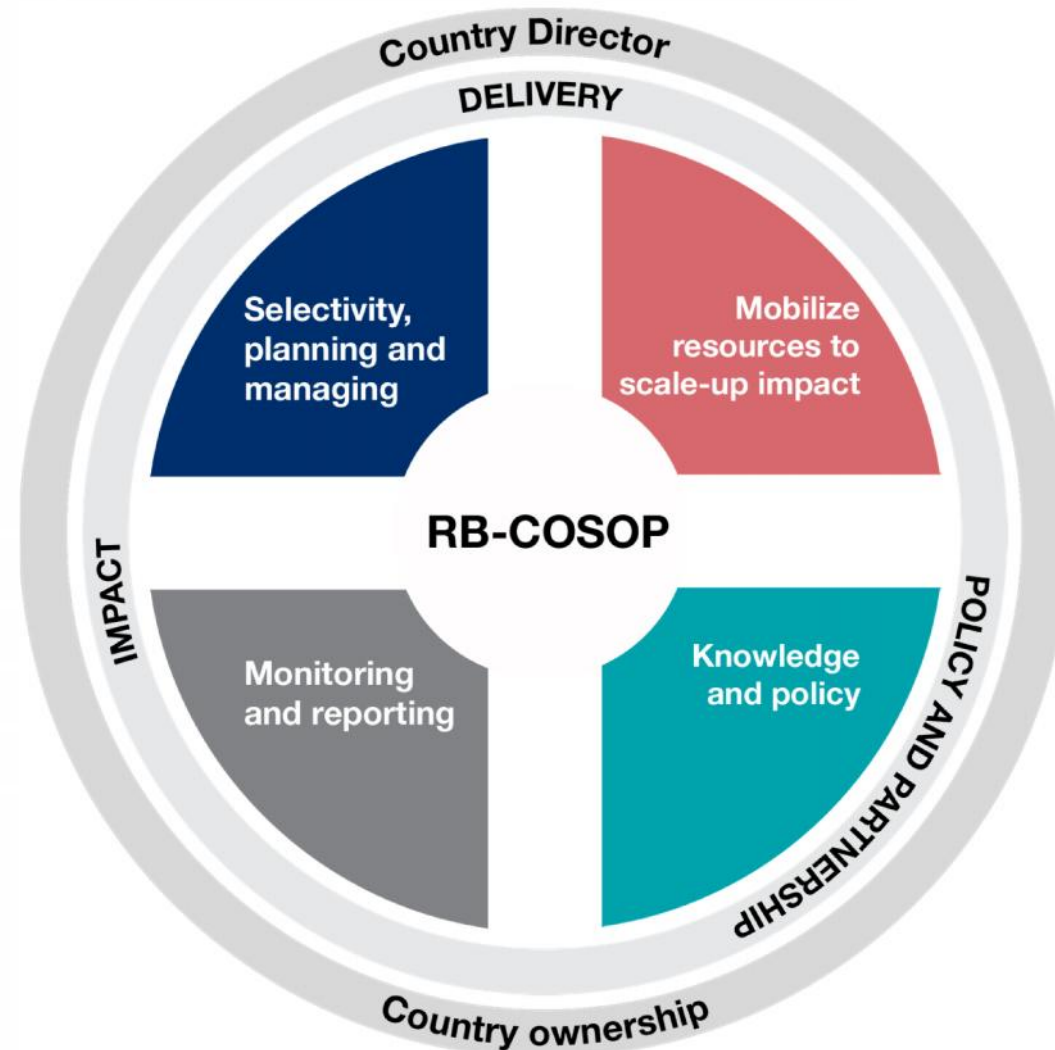 Country Director
DELIVERY
Selectivity,
planning and
managing
Mobilize
resources to
scale-up impact
RB-COSOP
IMPACT
POLICY AND PARTNERSHIP
Monitoring
and reporting
Knowledge
and policy
Country ownership